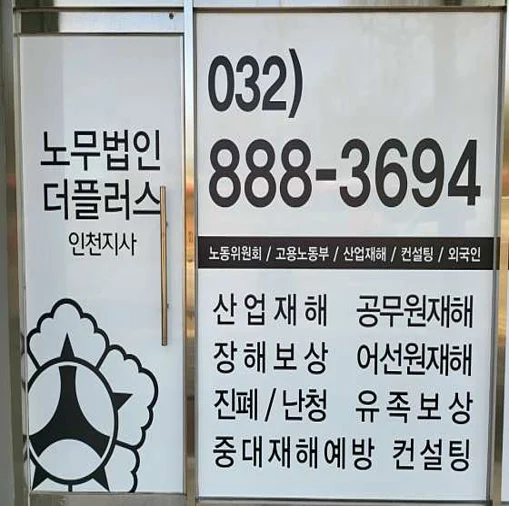 노무법인
더플러스
인천지사
032)
888-3694
노동위원회 / 고용노동부 / 산업재해 / 컨설팅 / 외국인
산업재해 공무원재해
장해보상 어선원재해
진폐/난청 유족보상
중대재해예방 컨설팅